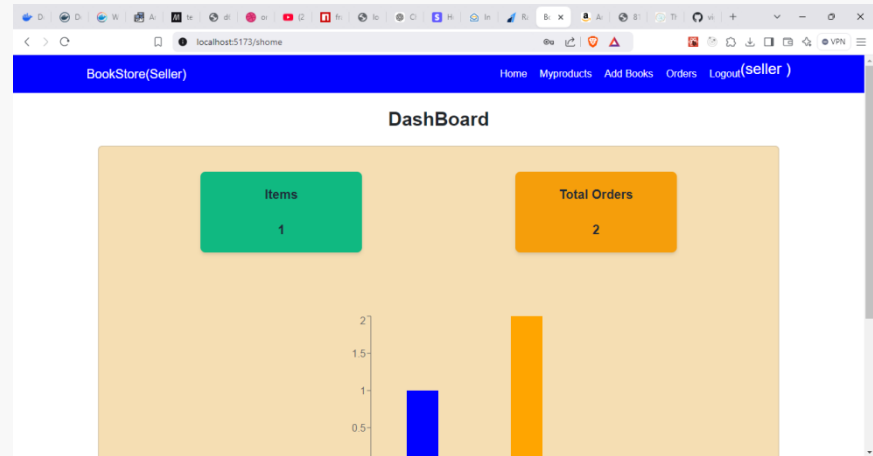 localhost:5173/shome
VPN
BookStore(Seller)
Home Myproducts Add Books Orders Logout(seller )
DashBoard
Items
1
Total Orders
2
2
1.5
1
0.5